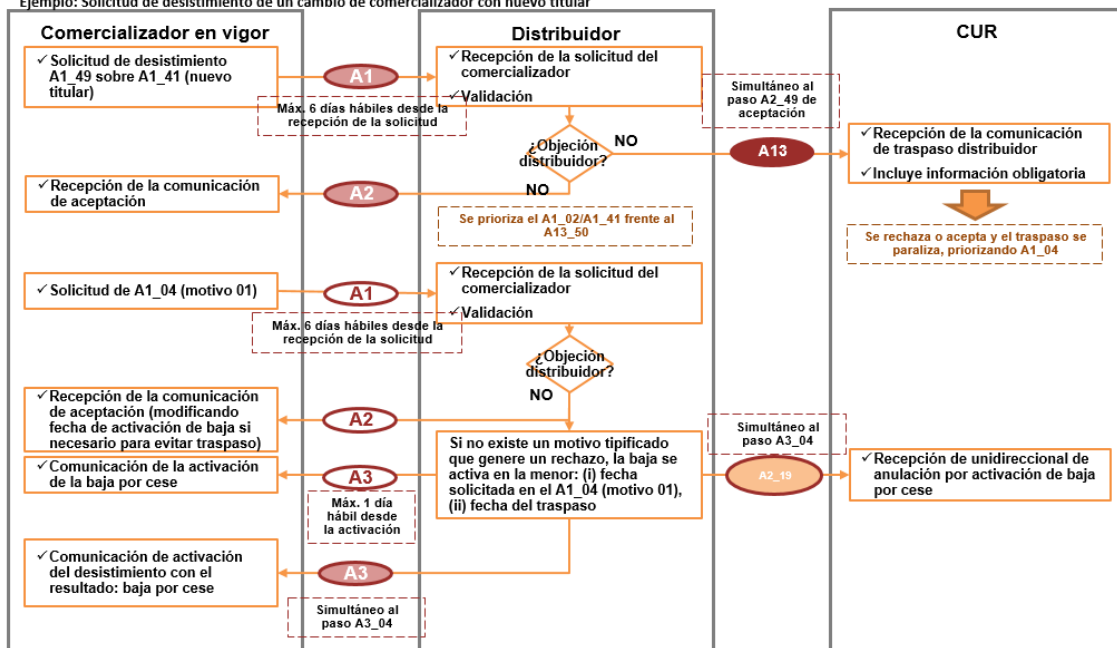 Ejemplo: Solicitud de desistimiento de un cambio de comercializador con nuevo titular
Comercializador en vigor
Distribuidor
CUR
✓ Solicitud de desistimiento
A1_49 sobre A1_41 (nuevo
titular)
A1
Máx. 6 días hábiles desde la
recepción de la solicitud
✓ Recepción de la solicitud del
comercializador
✓ Validación
Simultáneo al
paso A2_49 de
aceptación
¿Objeción
distribuidor?
NO
A13
✓ Recepción de la comunicación
de traspaso distribuidor
✓ Incluye información obligatoria
✓ Recepción de la comunicación
de aceptación
A2
NO
Se prioriza el A1_02/A1_41 frente al
A13_50
Se rechaza o acepta y el traspaso se
paraliza, priorizando A1_04
✓ Solicitud de A1_04 (motivo 01)
A1
Máx. 6 días hábiles desde la
recepción de la solicitud
✓ Recepción de la solicitud del
comercializador
✓ Validación
¿Objeción
distribuidor?
NO
✓ Recepción de la comunicación
de aceptación (modificando
fecha de activación de baja si
necesario para evitar traspaso)
A2
✓ Comunicación de la activación
de la baja por cese
A3
Máx. 1 día
hábil desde
la activación
Si no existe un motivo tipificado
que genere un rechazo, la baja se
activa en la menor: (i) fecha
solicitada en el A1_04 (motivo 01),
(ii) fecha del traspaso
Simultáneo al
paso A3_04
A2_19
✓ Recepción de unidireccional de
anulación por activación de baja
por cese
✓ Comunicación de activación
del desistimiento con el
resultado: baja por cese
A3
Simultáneo al
paso A3_04